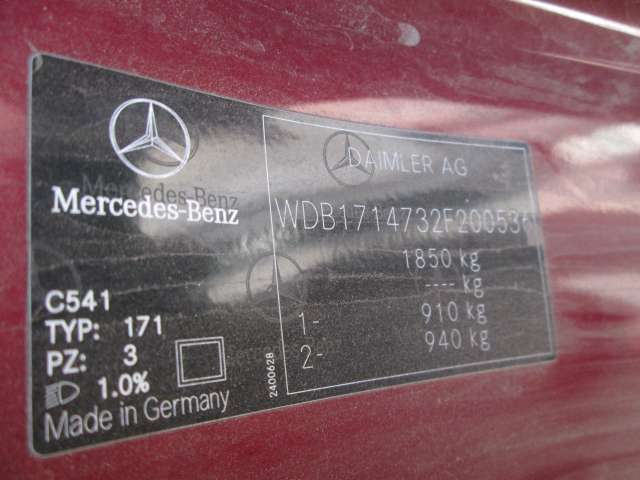 Mercedes-Benz
DAIMLER AG
WDB1714732F20053
1850 kg
---- kg
1- 910 kg
2- 940 kg
C541
TYP: 171
PZ: 3
1.0%
Made in Germany
2400628